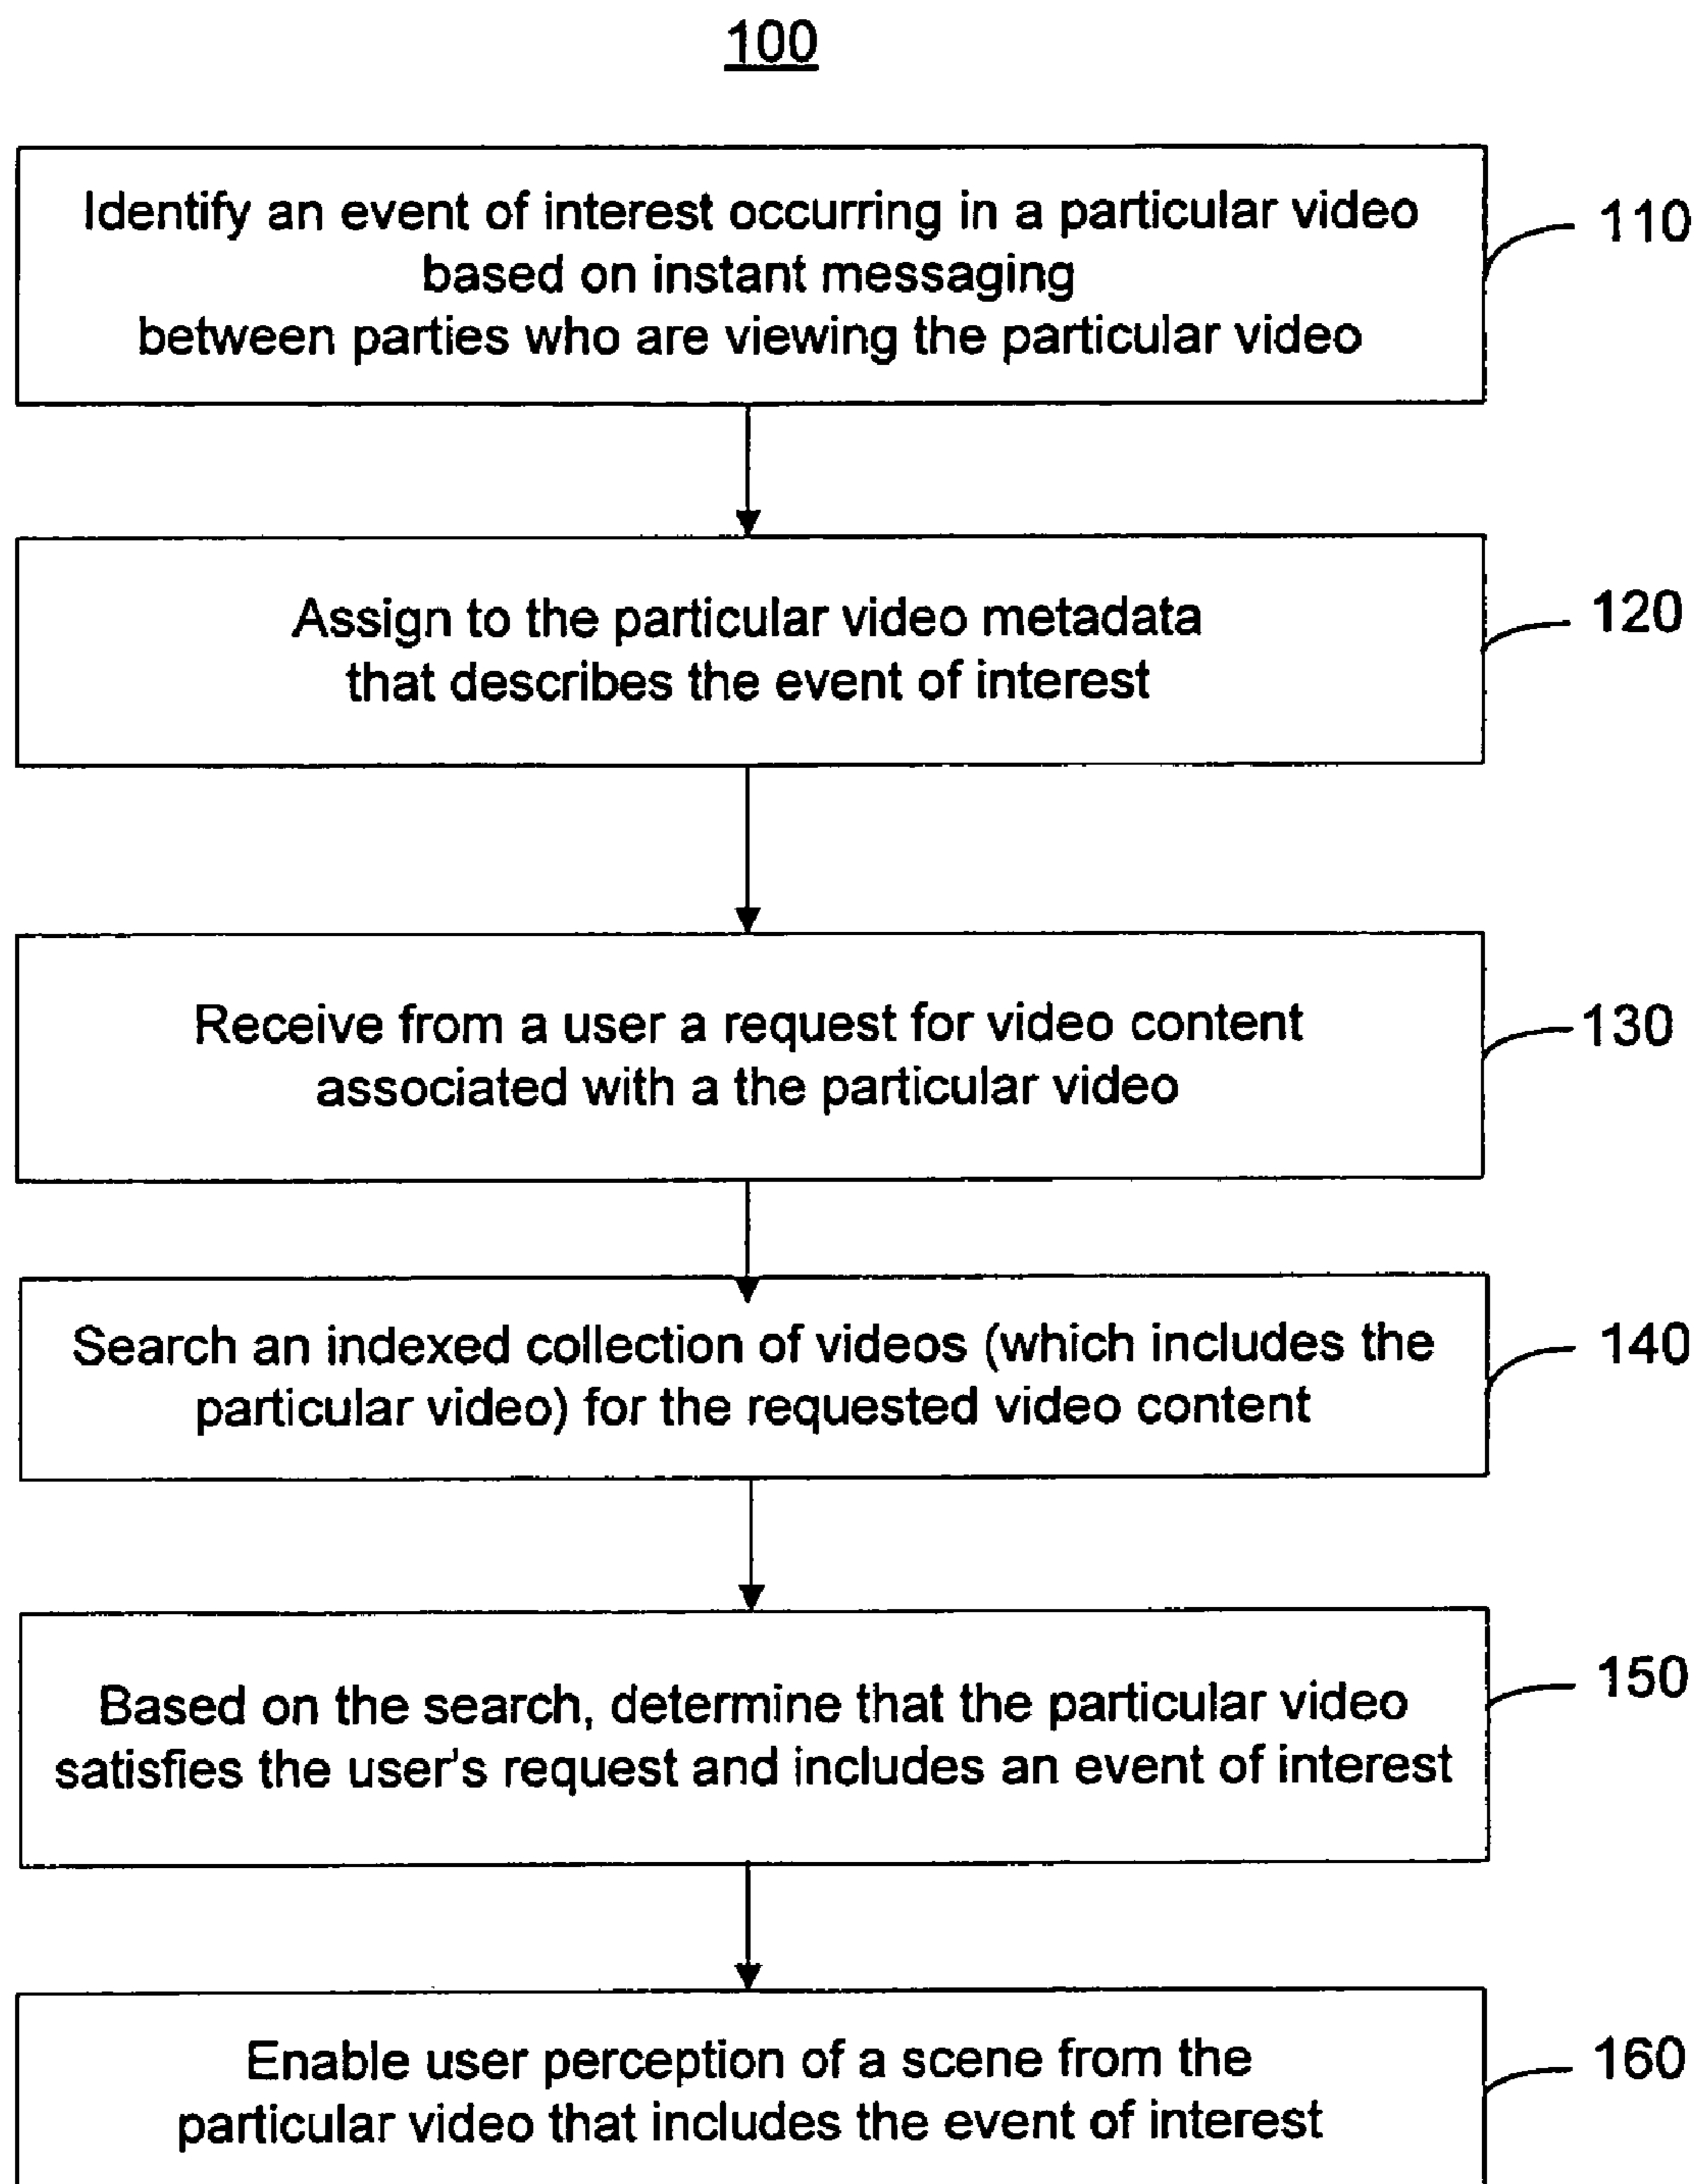 100
Identify an event of interest occurring in a particular video
based on instant messaging
between parties who are viewing the particular video
110
Assign to the particular video metadata
that describes the event of interest
120
Receive from a user a request for video content
associated with a the particular video
130
Search an indexed collection of videos (which includes the
particular video) for the requested video content
140
Based on the search, determine that the particular video
satisfies the user's request and includes an event of interest
150
Enable user perception of a scene from the
particular video that includes the event of interest
160